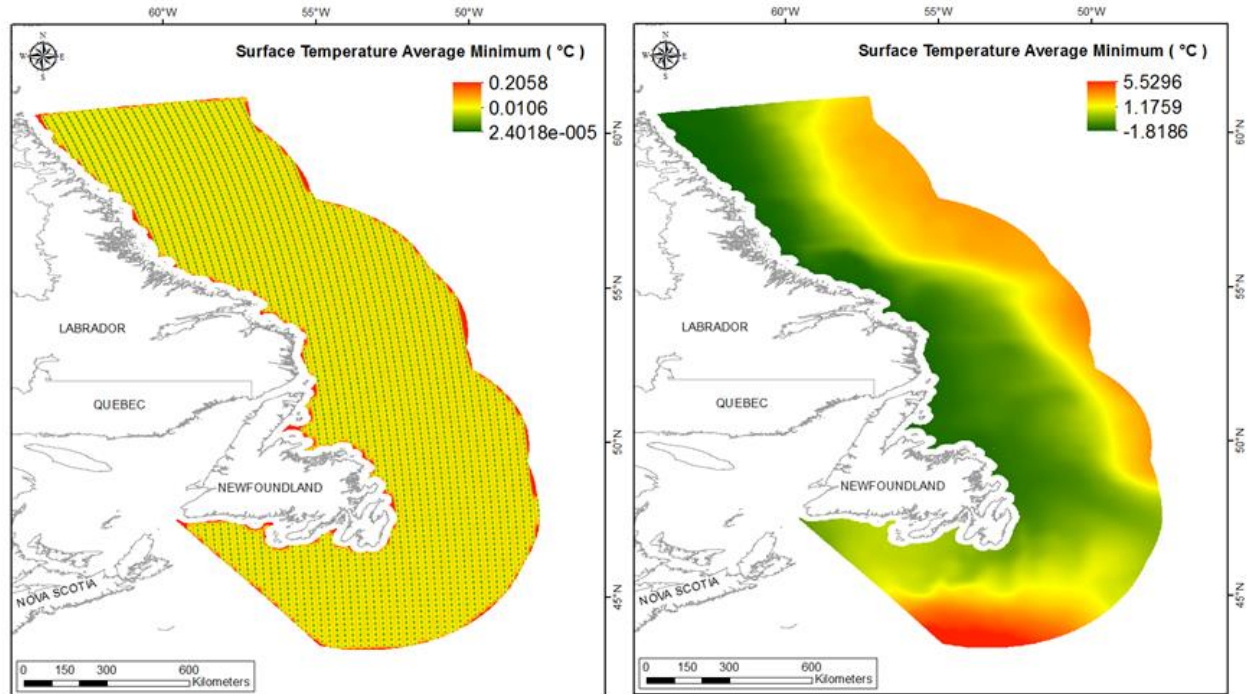 60°W 55°W 50°W
Surface Temperature Average Minimum ( °C )
N
W E
S
0.2058
0.0106
2.4018e-005
60°N
55°N
LABRADOR
QUEBEC
50°N
NEWFOUNDLAND
NOVA SCOTIA
45°N
0 150 300 600
Kilometers
60°W 55°W 50°W
Surface Temperature Average Minimum ( °C )
N
W E
S
5.5296
1.1759
-1.8186
60°N
55°N
LABRADOR
QUEBEC
50°N
NEWFOUNDLAND
NOVA SCOTIA
45°N
0 150 300 600
Kilometers